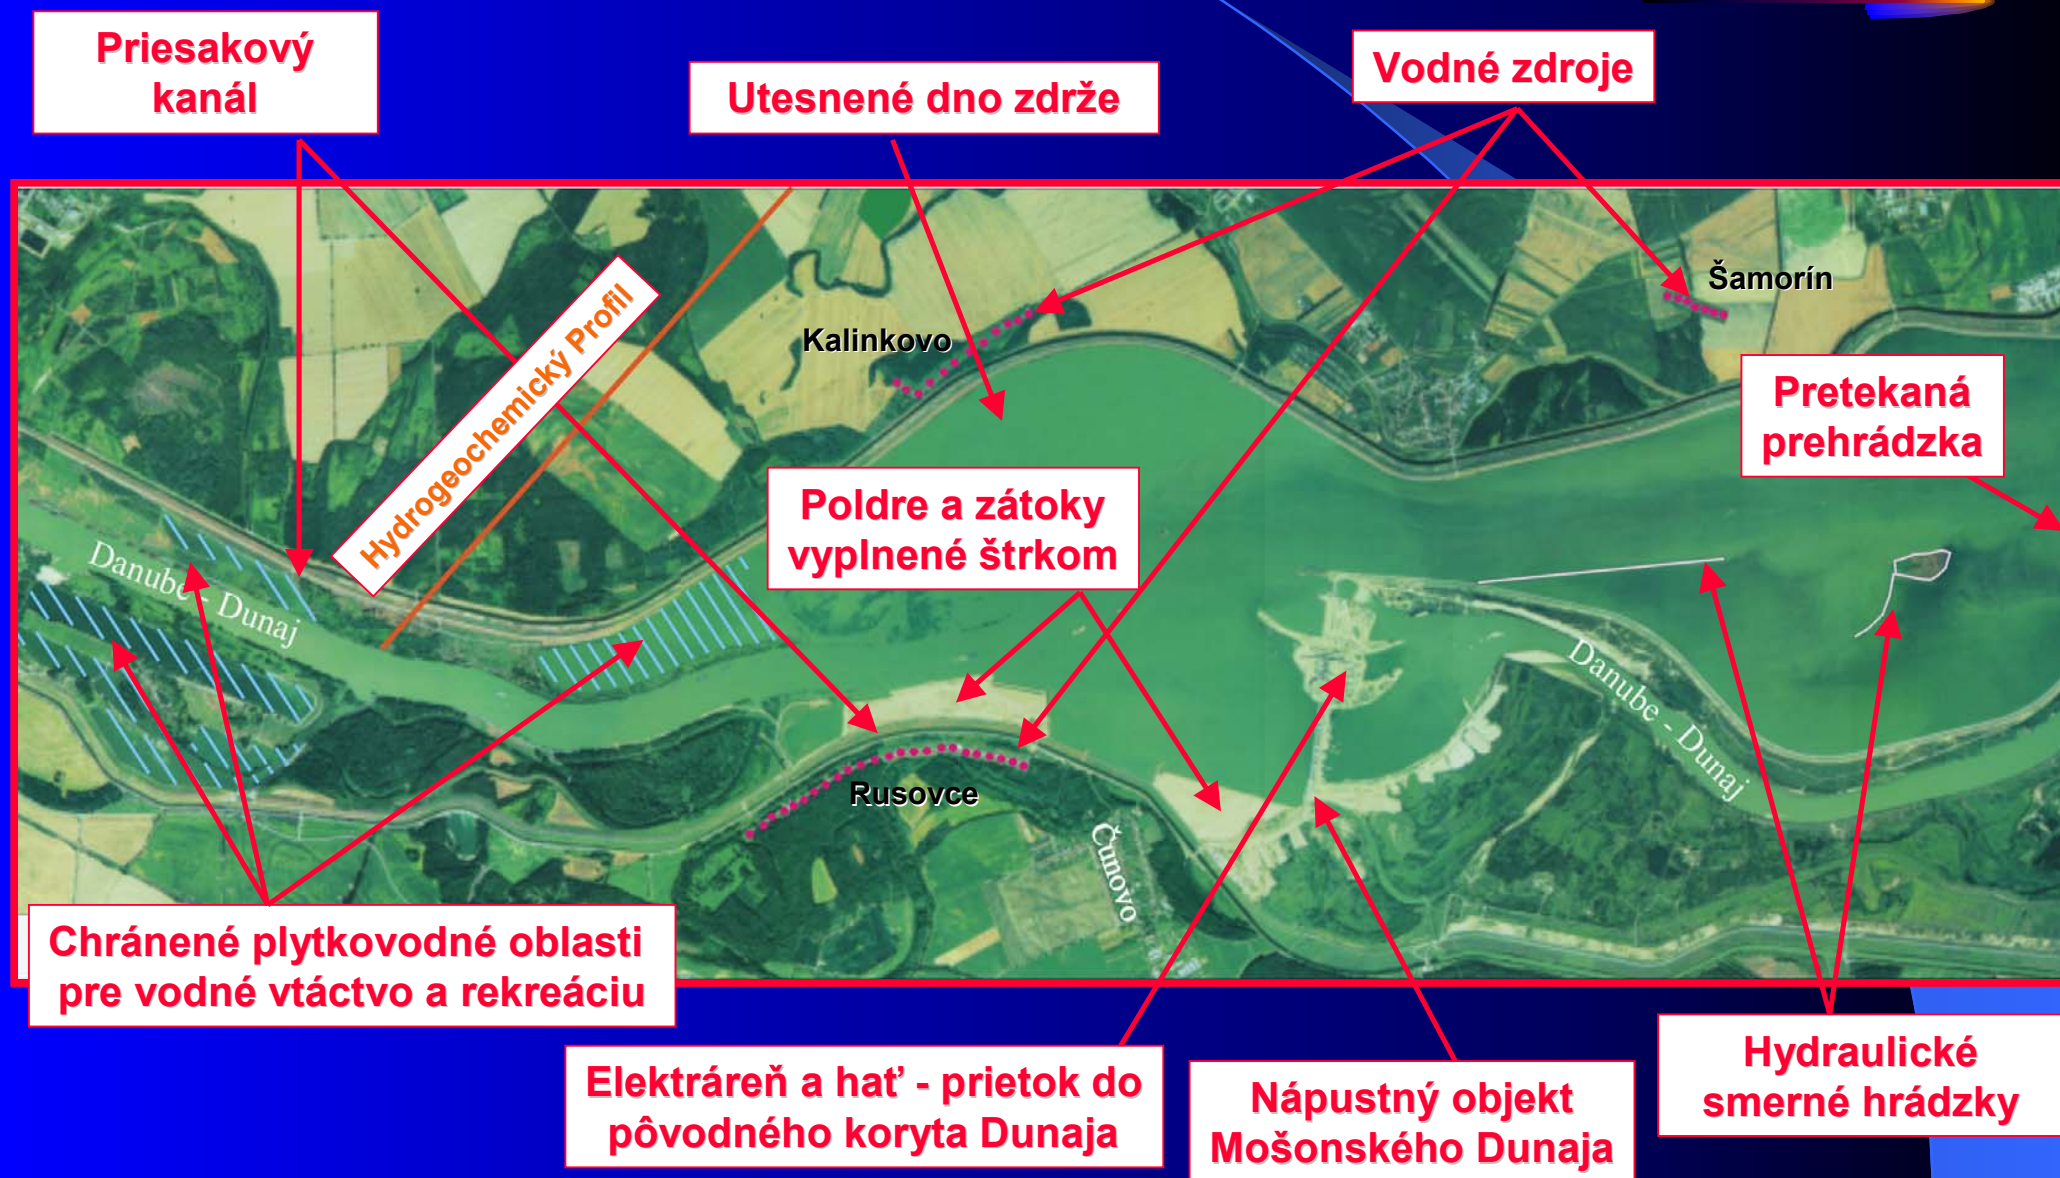 Priesakový
kanál
Utesnené dno zdrže
Vodné zdroje
Šamorín
Kalinkovo
Hydrogeochemický Profil
Pretekaná
prehrádzka
Poldre a zátoky
vyplnené štrkom
Danube - Dunaj
Danube - Dunaj
Rusovce
Čunovo
Chránené plytkovodné oblasti
pre vodné vtáctvo a rekreáciu
Elektráreň a hať - prietok do
pôvodného koryta Dunaja
Nápustný objekt
Mošonského Dunaja
Hydraulické
smerné hrádzky